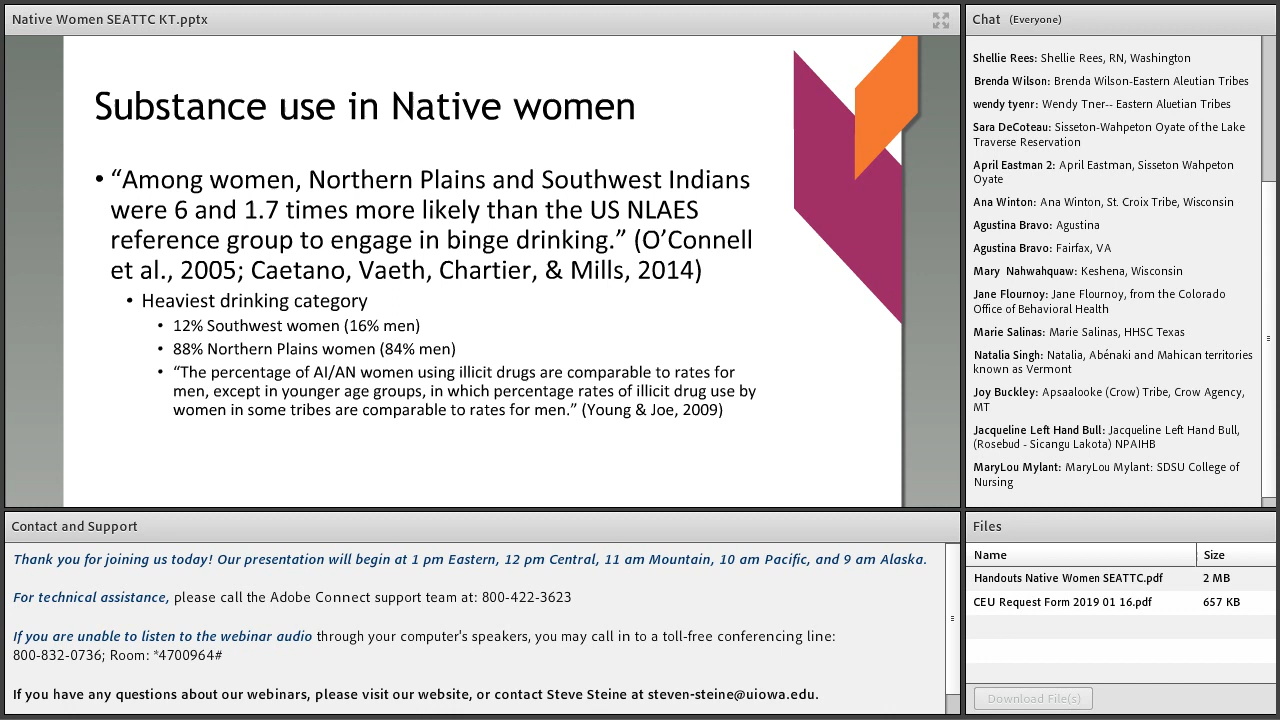 Native Women SEATTC KT.pptx
Substance use in Native women
• “Among women, Northern Plains and Southwest Indians
were 6 and 1.7 times more likely than the US NLAES
reference group to engage in binge drinking.” (O’Connell
et al., 2005; Caetano, Vaeth, Chartier, & Mills, 2014)
• Heaviest drinking category
• 12% Southwest women (16% men)
• 88% Northern Plains women (84% men)
• “The percentage of AI/AN women using illicit drugs are comparable to rates for
men, except in younger age groups, in which percentage rates of illicit drug use by
women in some tribes are comparable to rates for men.” (Young & Joe, 2009)
Chat (Everyone)
Shellie Rees: Shellie Rees, RN, Washington
Brenda Wilson: Brenda Wilson-Eastern Aleutian Tribes
wendy tyenr: Wendy Tner-- Eastern Aluetian Tribes
Sara DeCoteau: Sisseton-Wahpeton Oyate of the Lake
Traverse Reservation
April Eastman 2: April Eastman, Sisseton Wahpeton
Oyate
Ana Winton: Ana Winton, St. Croix Tribe, Wisconsin
Agustina Bravo: Agustina
Agustina Bravo: Fairfax, VA
Mary Nahwahquaw: Keshena, Wisconsin
Jane Flournoy: Jane Flournoy, from the Colorado
Office of Behavioral Health
Marie Salinas: Marie Salinas, HHSC Texas
Natalia Singh: Natalia, Abénaki and Mahican territories
known as Vermont
Joy Buckley: Apsaalooke (Crow) Tribe, Crow Agency,
MT
Jacqueline Left Hand Bull: Jacqueline Left Hand Bull,
(Rosebud - Sicangu Lakota) NPAIHB
MaryLou Mylant: MaryLou Mylant: SDSU College of
Nursing
Contact and Support
Thank you for joining us today! Our presentation will begin at 1 pm Eastern, 12 pm Central, 11 am Mountain, 10 am Pacific, and 9 am Alaska.
For technical assistance, please call the Adobe Connect support team at: 800-422-3623
If you are unable to listen to the webinar audio through your computer's speakers, you may call in to a toll-free conferencing line:
800-832-0736; Room: *4700964#
If you have any questions about our webinars, please visit our website, or contact Steve Steine at steven-steine@uiowa.edu.
Files
Name Size
Handouts Native Women SEATTC.pdf 2 MB
CEU Request Form 2019 01 16.pdf 657 KB
Download File(s)